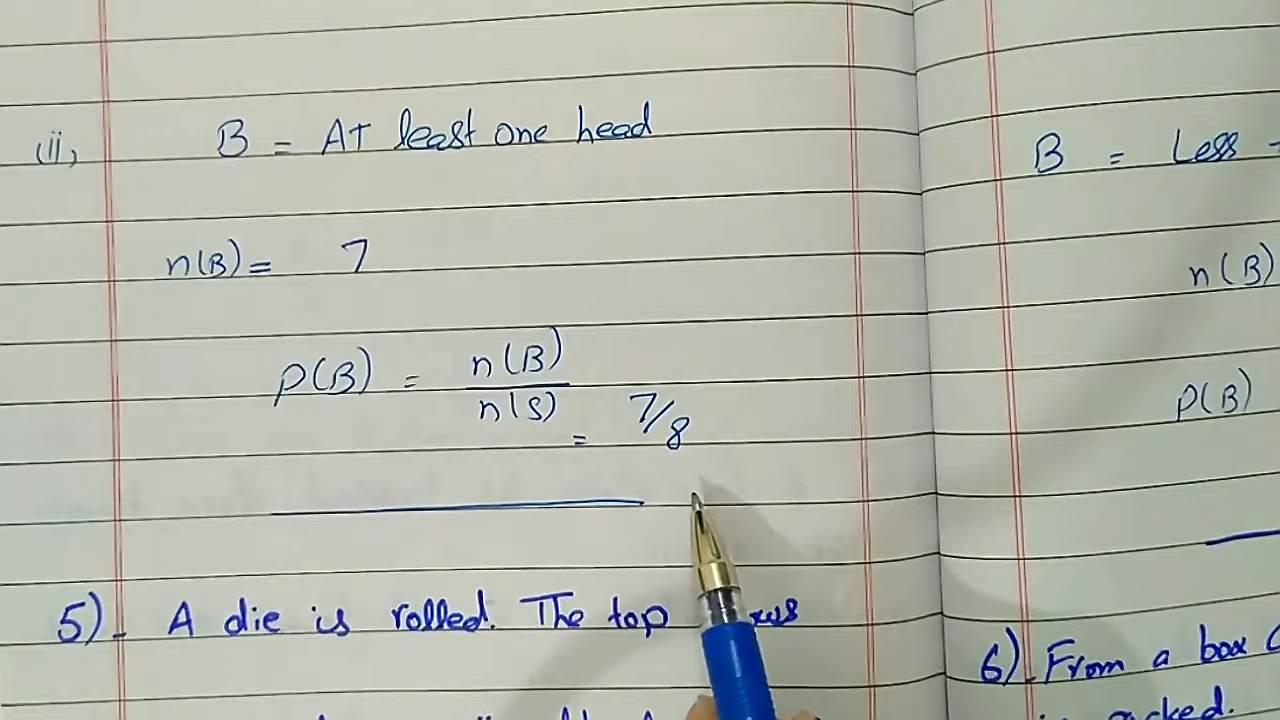 (ii) B = At least one head
n(B) = 7
P(B) = n(B) / n(S) = 7/8
5). A die is rolled. The top
B = Less
n(B)
P(B)
6). From a box